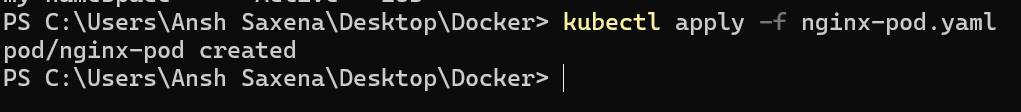 PS C:\Users\Ansh Saxena\Desktop\Docker> kubectl apply -f nginx-pod.yaml
pod/nginx-pod created
PS C:\Users\Ansh Saxena\Desktop\Docker>